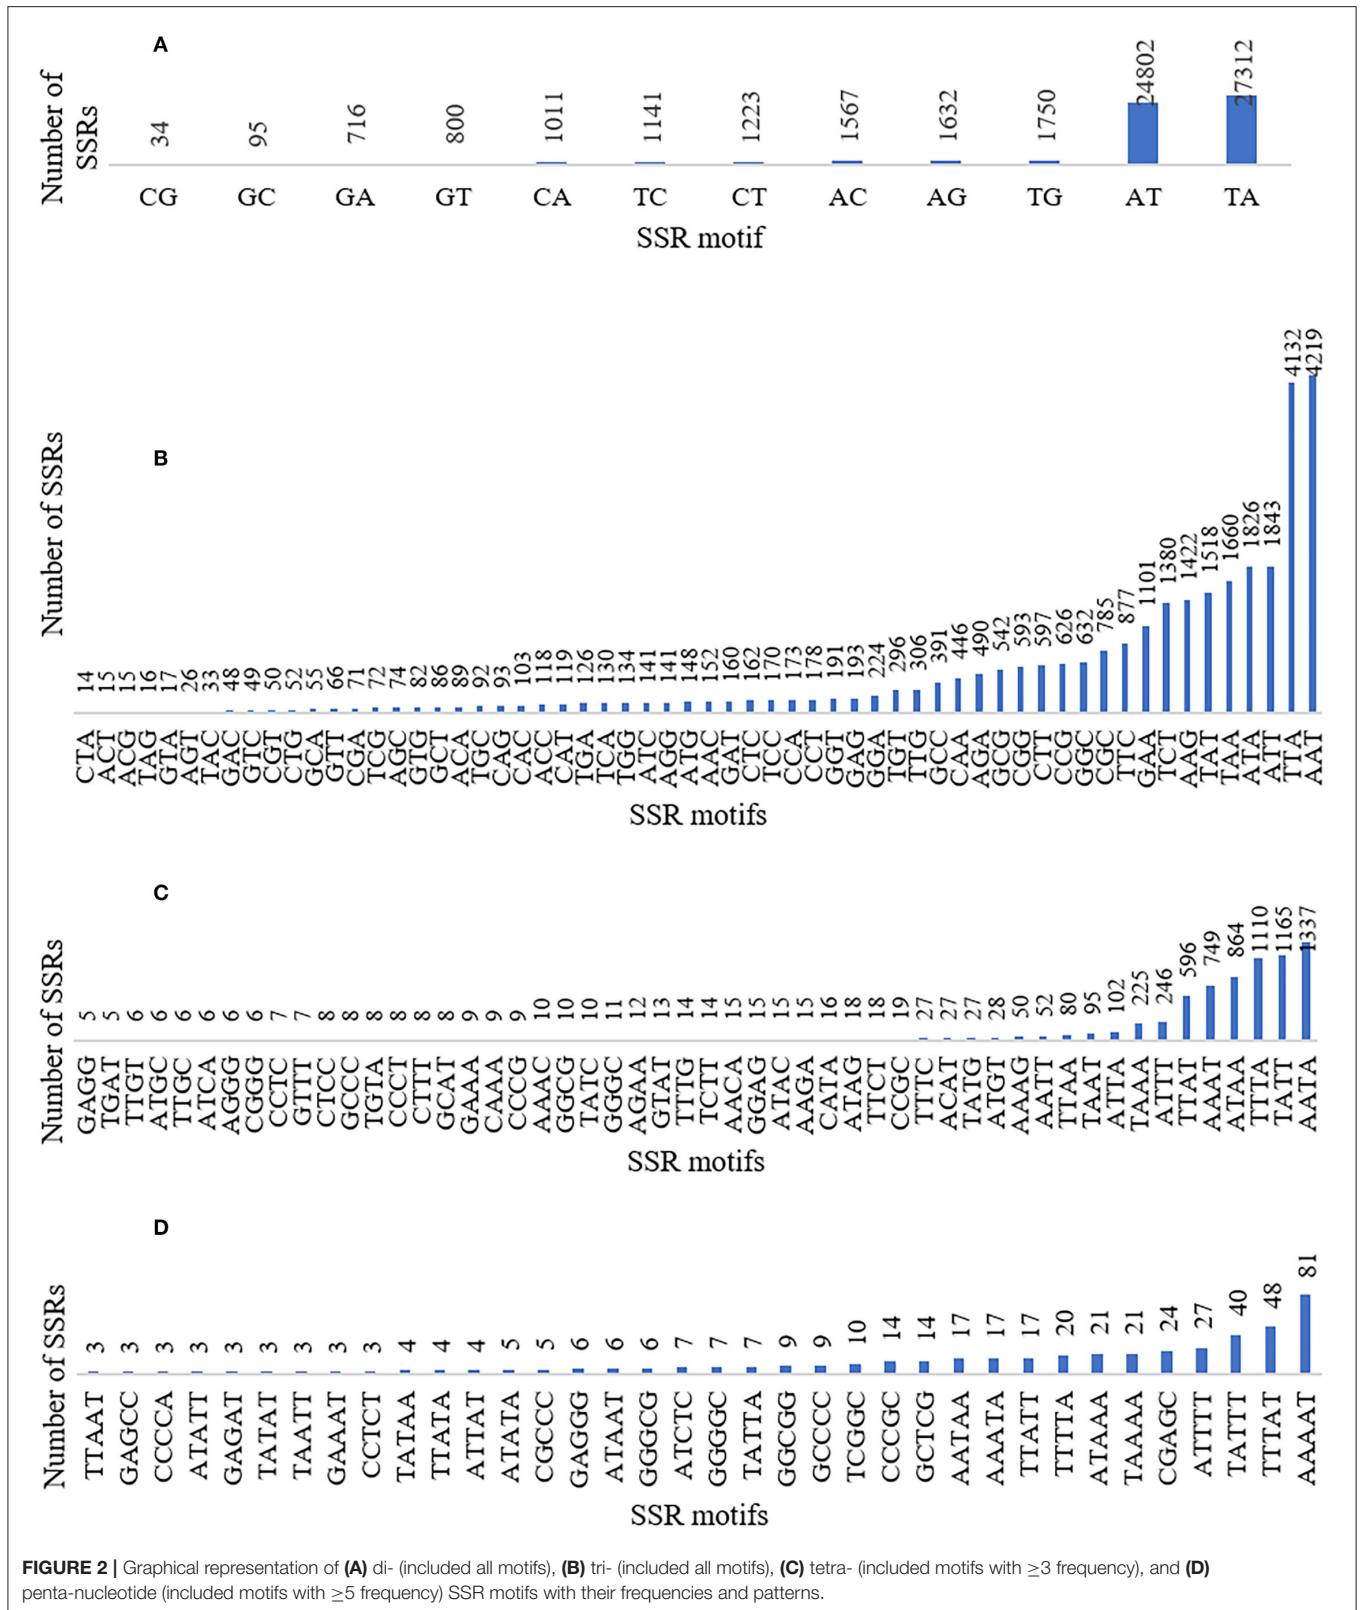 A
Number of
SSRs
34 95 716 800 1011 1141 1223 1567 1632 1750 24802 27312
CG GC GA GT CA TC CT AC AG TG AT TA
SSR motif
B
Number of SSRs
14 15 15 16 17 26 33 48 49 50 52 55 66 71 72 74 82 86 89 92 93 103 118 119 126 130 134 141 141 148 152 160 162 170 173 178 191 193 224 296 306 391 446 490 542 593 597 626 632 785 877 1101 1380 1422 1518 1660 1826 1843 4132 4219
CTA ACT ACG TAG GTA AGT TAC GAC GTC CGT CTG GCA GTT CGA TCG AGC GTG GCT ACA TGC CAG CAC ACC CAT TGA TCA TGG ATC AGG ATG AAC GAT CTC TCC CCA CCT GGT GAG GGA TGT TTG GCC CAA AGA GCG CGG CTT CCG GGC CGC TTC GAA TCT AAG TAT TAA ATA ATT TTA AAT
SSR motifs
C
Number of SSRs
5 5 6 6 6 6 6 6 7 7 8 8 8 8 8 8 9 9 9 10 10 10 11 12 13 14 14 15 15 15 15 16 18 18 19 27 27 27 28 50 52 80 95 102 225 246 596 749 864 1110 1165 1337
GAGG TGAT TTGT ATGC TTGC ATCA AGGG CGGG CCTC GTTT CTCC GCCC TGTA CCCT CTTT GCAT GAAA CAAA CCCG AAAC GGCG TATC GGGC AGAA GTAT TTTG TCTT AACA GGAG ATAC AAGA CATA ATAG TTCT CCGC TTTC ACAT TATG ATGT AAAG AATT TTAA TAAT ATTA TAAA ATTT TTAT AAAT ATAA TTTA TATT AATA
SSR motifs
D
Number of SSRs
3 3 3 3 3 3 3 3 3 4 4 4 5 5 6 6 6 7 7 7 9 9 10 14 14 17 17 17 20 21 21 24 27 40 48 81
TTAAT GAGCC CCCCA ATATT GAGAT TATAT TAATT GAAAT CCTCT TATAA TTATA ATTAT ATATA CGCCC GAGGG ATAAT GGGCG ATCTC GGGGC TATTA GGCGG GCCCC TCGGC CCCGC GCTCG AATAA AAATA TTATT TTTTA ATAAA TAAAA CGAGC ATTTT TATTT TTTAT AAAAT
SSR motifs
FIGURE 2 | Graphical representation of (A) di- (included all motifs), (B) tri- (included all motifs), (C) tetra- (included motifs with ≥3 frequency), and (D)
penta-nucleotide (included motifs with ≥5 frequency) SSR motifs with their frequencies and patterns.